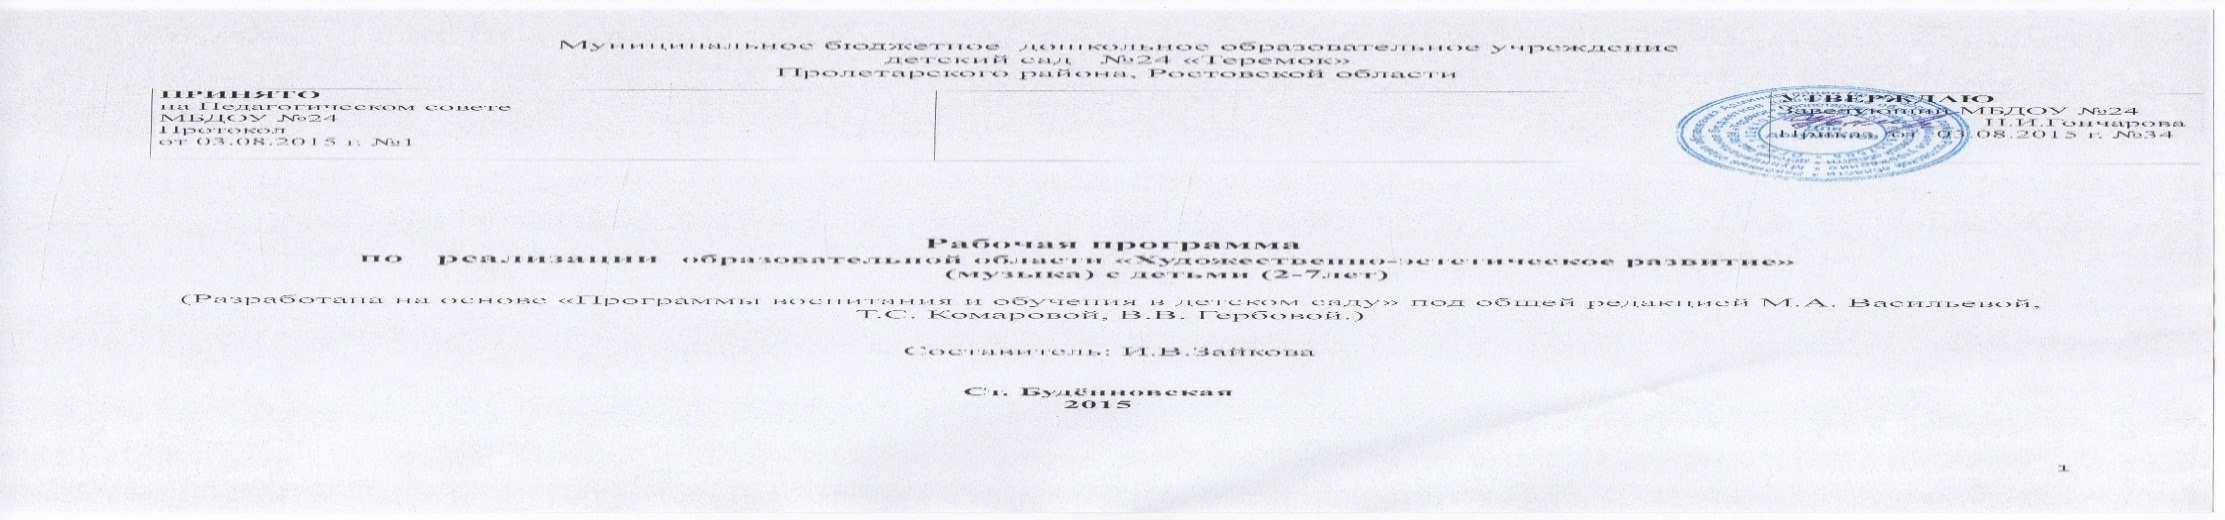 Муниципальное бюджетное дошкольное образовательное учреждение
детский сад №24 «Теремок»
Пролетарского района, Ростовской области
ПРИНЯТО
на Педагогическом совете
МБДОУ №24
Протокол
от 03.08.2015 г. №1
УТВЕРЖДАЮ
Заведующий МБДОУ №24
Н.И.Гончарова
Приказ от 03.08.2015 г. №34
Рабочая программа
по реализации образовательной области «Художественно-эстетическое развитие»
(музыка) с детьми (2-7лет)
(Разработана на основе «Программы воспитания и обучения в детском саду» под общей редакцией М.А. Васильевой,
Т.С. Комаровой, В.В. Гербовой.)
Составитель: И.В.Зайкова
Ст. Будённовская
2015
1